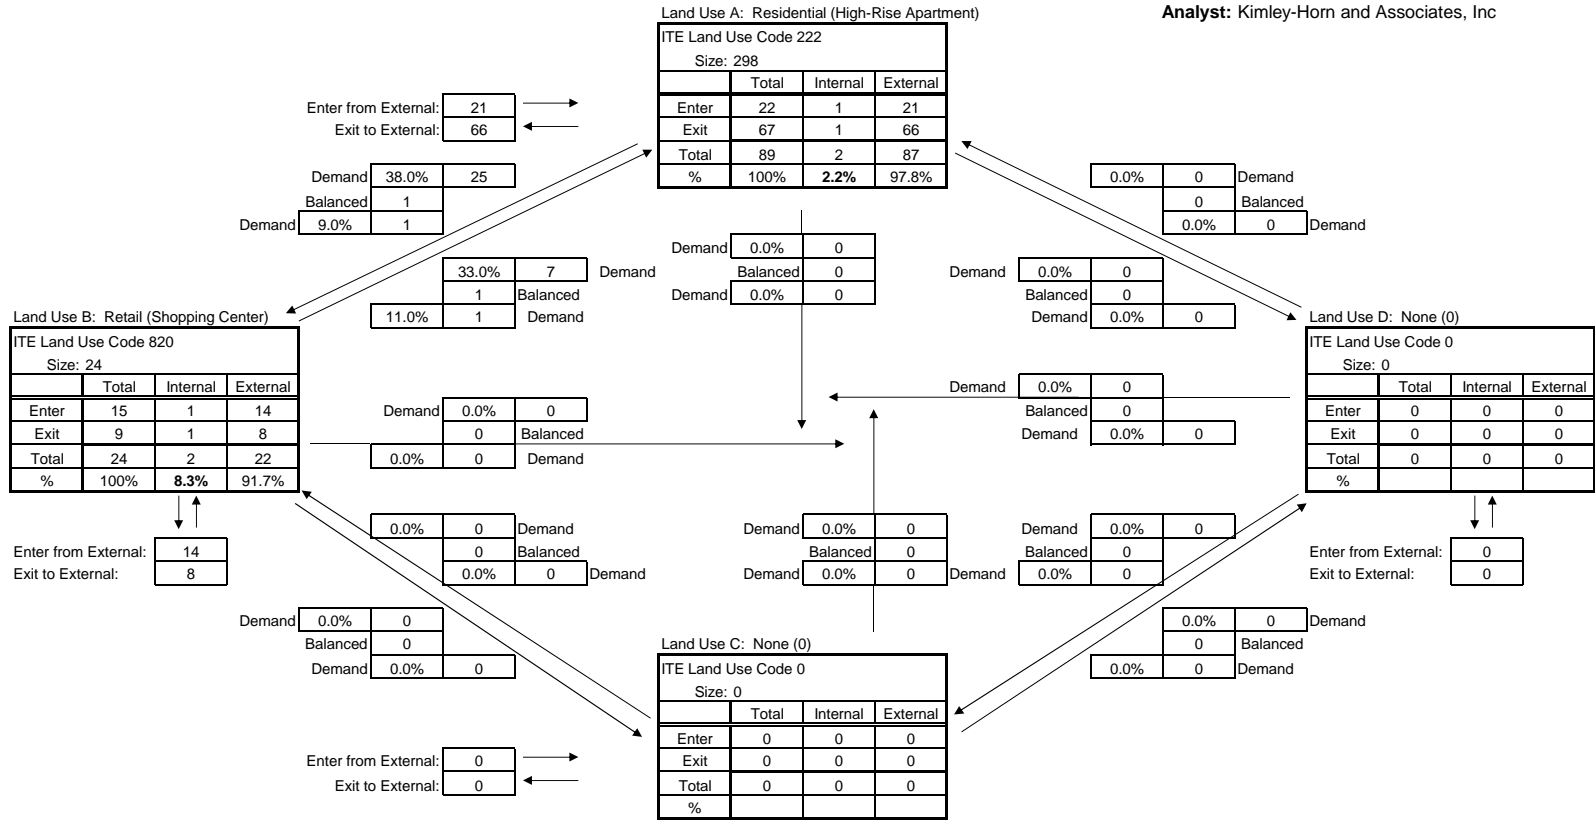 Land Use A: Residential (High-Rise Apartment)
Analyst: Kimley-Horn and Associates, Inc
ITE Land Use Code 222
Size: 298
Total Internal External
Enter 22 1 21
Exit 67 1 66
Total 89 2 87
% 100% 2.2% 97.8%
Enter from External: 21
Exit to External: 66
Demand 38.0% 25
Balanced 1
Demand 9.0% 1
0.0% 0 Demand
0 Balanced
0.0% 0 Demand
33.0% 7 Demand
1 Balanced
11.0% 1 Demand
Demand 0.0% 0
Balanced 0
Demand 0.0% 0
Demand 0.0% 0
Balanced 0
Demand 0.0% 0
Land Use B: Retail (Shopping Center)
ITE Land Use Code 820
Size: 24
Total Internal External
Enter 15 1 14
Exit 9 1 8
Total 24 2 22
% 100% 8.3% 91.7%
Enter from External: 14
Exit to External: 8
Demand 0.0% 0
0 Balanced
0.0% 0 Demand
Demand 0.0% 0
Balanced 0
Demand 0.0% 0
Land Use D: None (0)
ITE Land Use Code 0
Size: 0
Total Internal External
Enter 0 0 0
Exit 0 0 0
Total 0 0 0
%
Enter from External: 0
Exit to External: 0
0.0% 0 Demand
0 Balanced
0.0% 0 Demand
Demand 0.0% 0
Balanced 0
Demand 0.0% 0
Demand 0.0% 0
Balanced 0
Demand 0.0% 0
Demand 0.0% 0
Balanced 0
Demand 0.0% 0
0.0% 0 Demand
0 Balanced
0.0% 0 Demand
Land Use C: None (0)
ITE Land Use Code 0
Size: 0
Total Internal External
Enter 0 0 0
Exit 0 0 0
Total 0 0 0
%
Enter from External: 0
Exit to External: 0